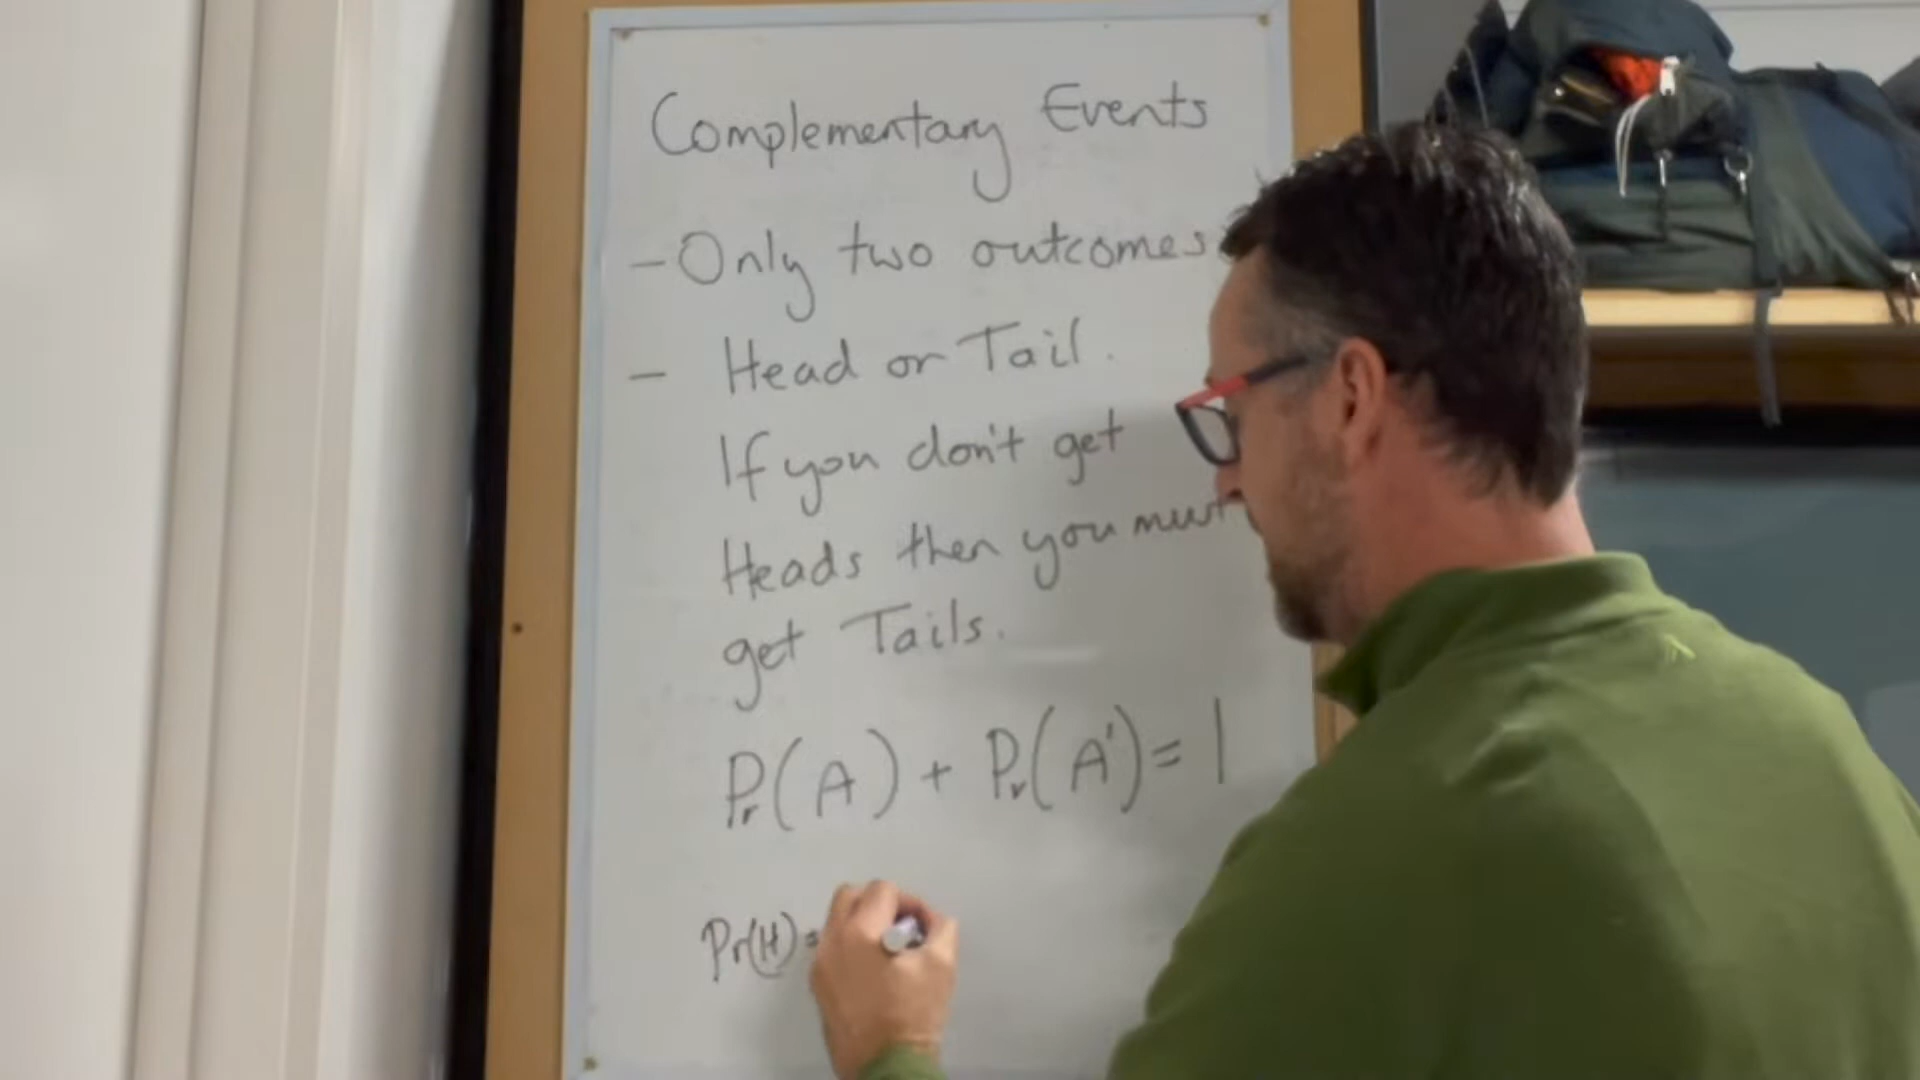 Complementary Events
- Only two outcomes
- Head or Tail.
If you don't get
Heads then you must
get Tails.
Pr(A) + Pr(A') = 1
Pr(H) =